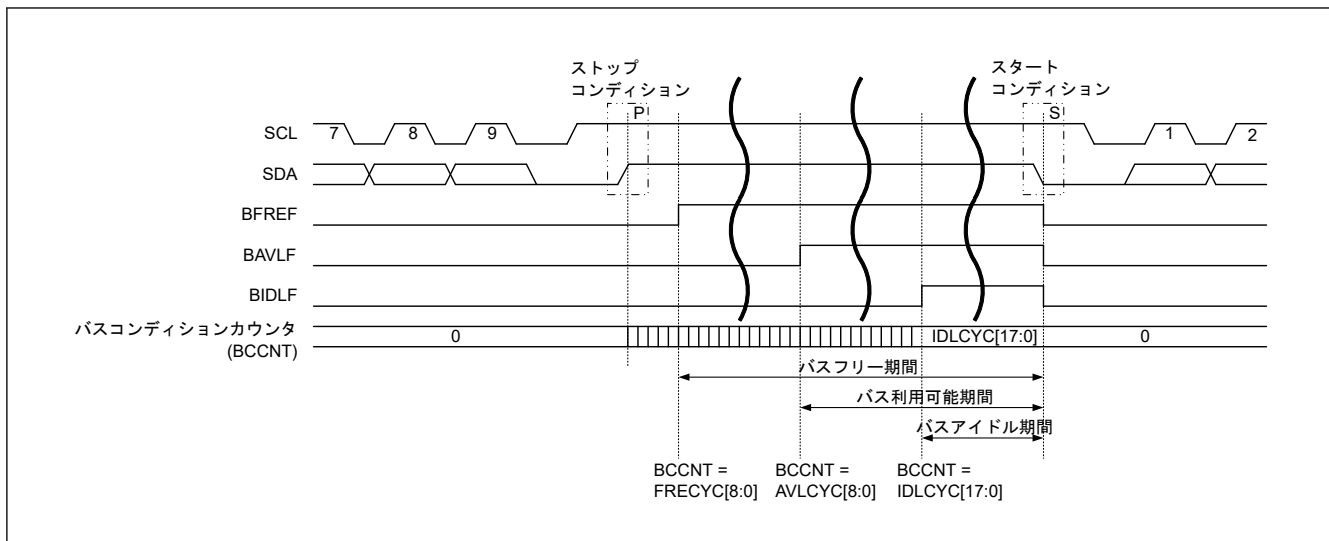 ストップ
コンディション
スタート
コンディション
P
S
SCL
7
8
9
1
2
SDA
BFREF
BAVLF
BIDLF
バスコンディションカウンタ
(BCCNT)
0
IDLCYC[17:0]
0
バスフリー期間
バス利用可能期間
バスアイドル期間
BCCNT =
FRECYC[8:0]
BCCNT =
AVLCYC[8:0]
BCCNT =
IDLCYC[17:0]